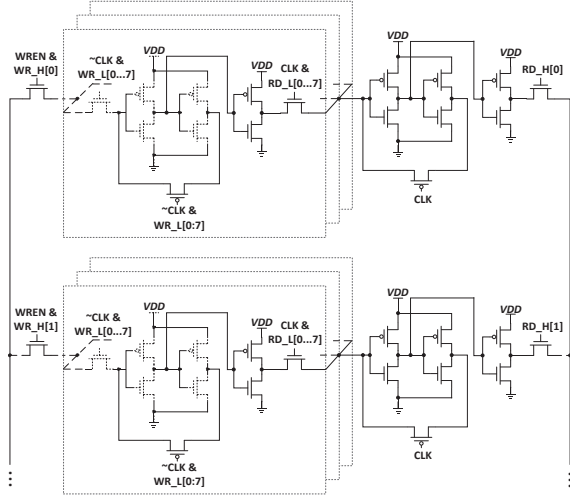 WREN &
WR_H[0]
~CLK &
WR_L[0...7]
VDD
VDD
CLK &
RD_L[0...7]
VDD
VDD
RD_H[0]
~CLK &
WR_L[0:7]
CLK
WREN &
WR_H[1]
~CLK &
WR_L[0...7]
VDD
VDD
CLK &
RD_L[0...7]
VDD
VDD
RD_H[1]
~CLK &
WR_L[0:7]
CLK
...
...